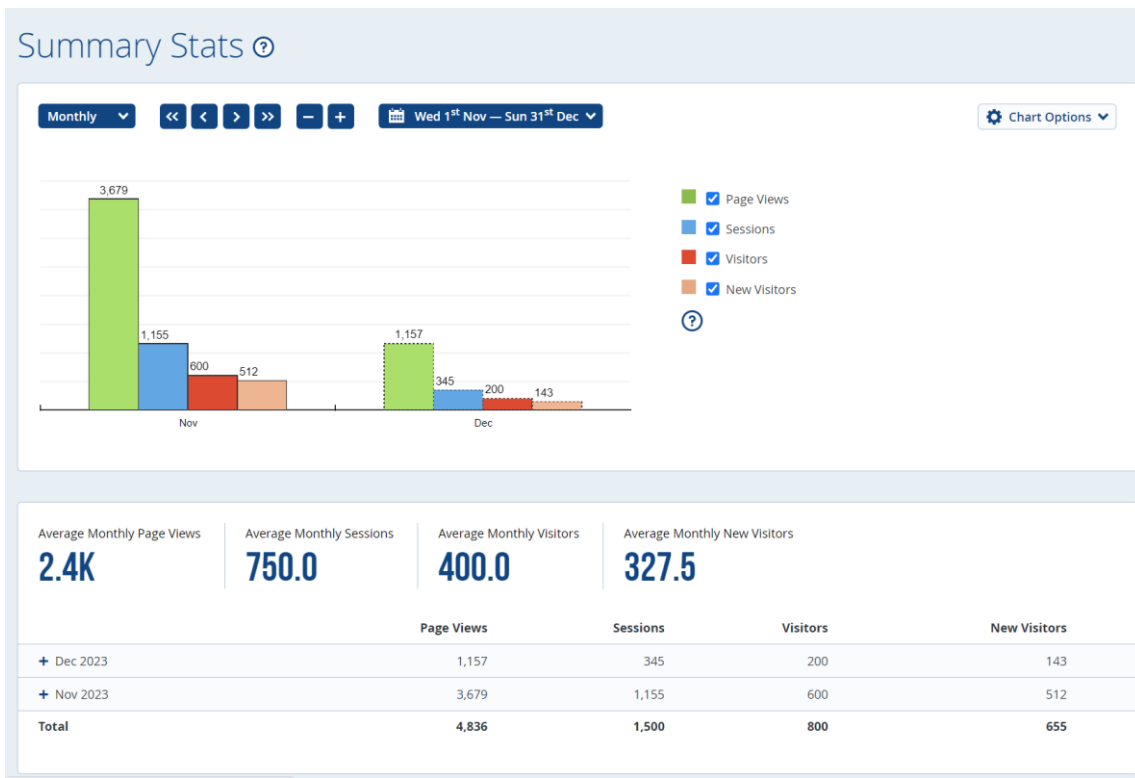 Summary Stats ?
Monthly
Wed 1st Nov — Sun 31st Dec
Chart Options
3,679
1,155
600
512
1,157
345
200
143
Nov
Dec
Page Views
Sessions
Visitors
New Visitors
?
Average Monthly Page Views
2.4K
Average Monthly Sessions
750.0
Average Monthly Visitors
400.0
Average Monthly New Visitors
327.5
Page Views Sessions Visitors New Visitors
+ Dec 2023 1,157 345 200 143
+ Nov 2023 3,679 1,155 600 512
Total 4,836 1,500 800 655